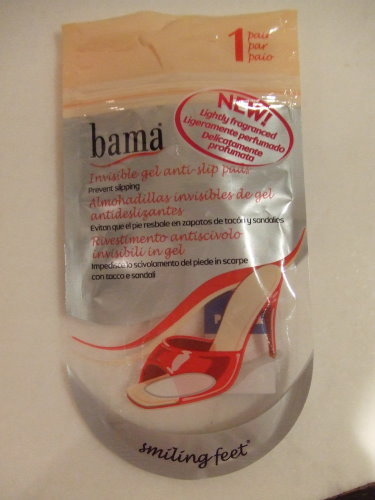 1 pair
par
paio
NEW!
Lightly fragranced
Ligeramente perfumado
Delicatamente
profumata
bama
Invisible gel anti-slip pads
Prevent slipping
Almohadillas invisibles de gel
antideslizantes
Evitan que el pie resbale en zapatos de tacón y sandalias
Rivestimento antiscivolo
invisibili in gel
Impedisce lo scivolamento del piede in scarpe
con tacco e sandali
smiling feet®